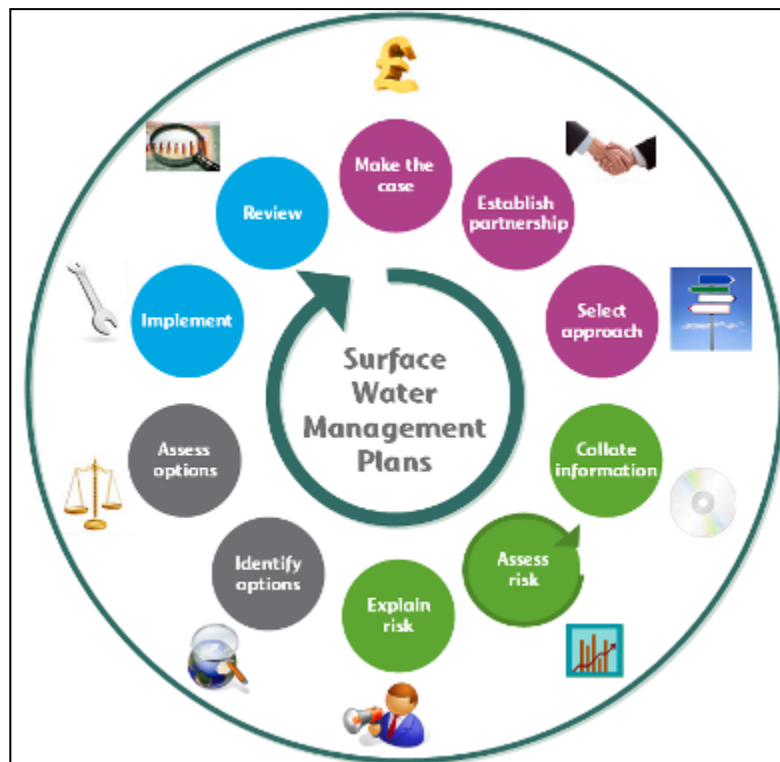 Make the
case
Establish
partnership
Select
approach
Collate
information
Assess
risk
Explain
risk
Identify
options
Assess
options
Implement
Review
Surface
Water
Management
Plans